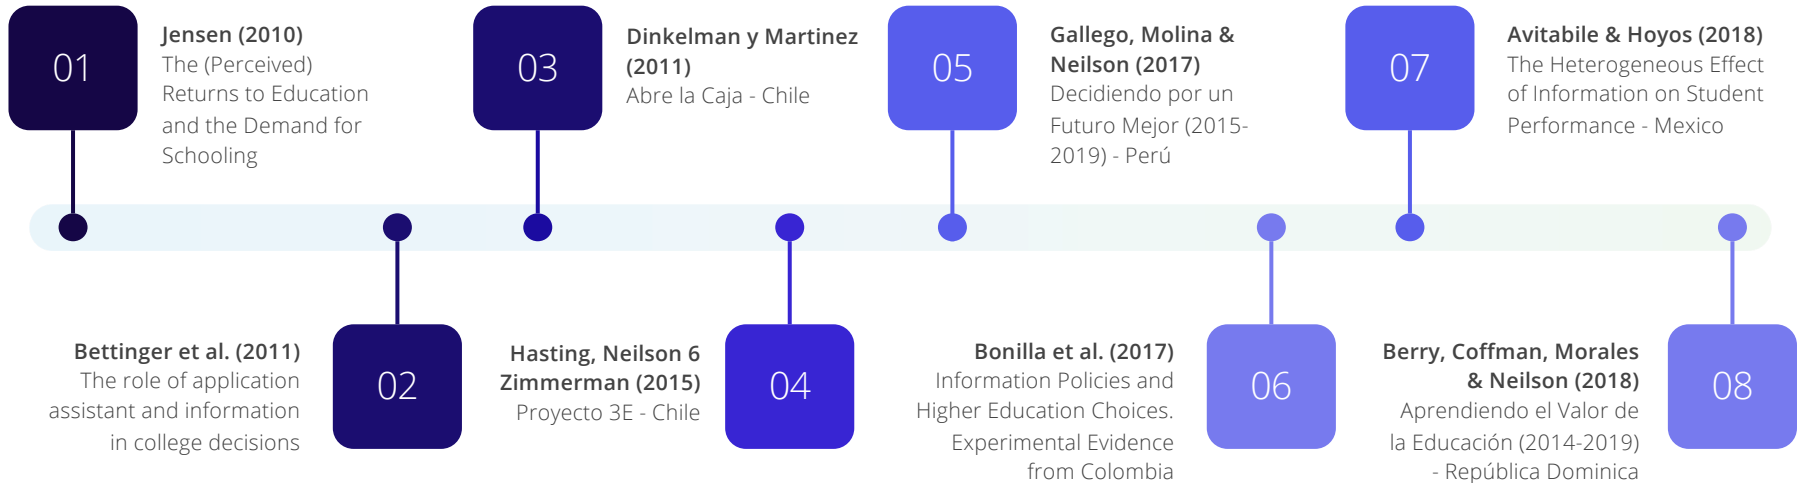 01
Jensen (2010)
The (Perceived)
Returns to Education
and the Demand for
Schooling
Bettinger et al. (2011)
The role of application
assistant and information
in college decisions
02
03
Dinkelman y Martinez
(2011)
Abre la Caja - Chile
Hasting, Neilson 6
Zimmerman (2015)
Proyecto 3E - Chile
04
05
Gallego, Molina &
Neilson (2017)
Decidiendo por un
Futuro Mejor (2015-
2019) - Perú
Bonilla et al. (2017)
Information Policies and
Higher Education Choices.
Experimental Evidence
from Colombia
06
07
Avitabile & Hoyos (2018)
The Heterogeneous Effect
of Information on Student
Performance - Mexico
Berry, Coffman, Morales
& Neilson (2018)
Aprendiendo el Valor de
la Educación (2014-2019)
- República Dominica
08